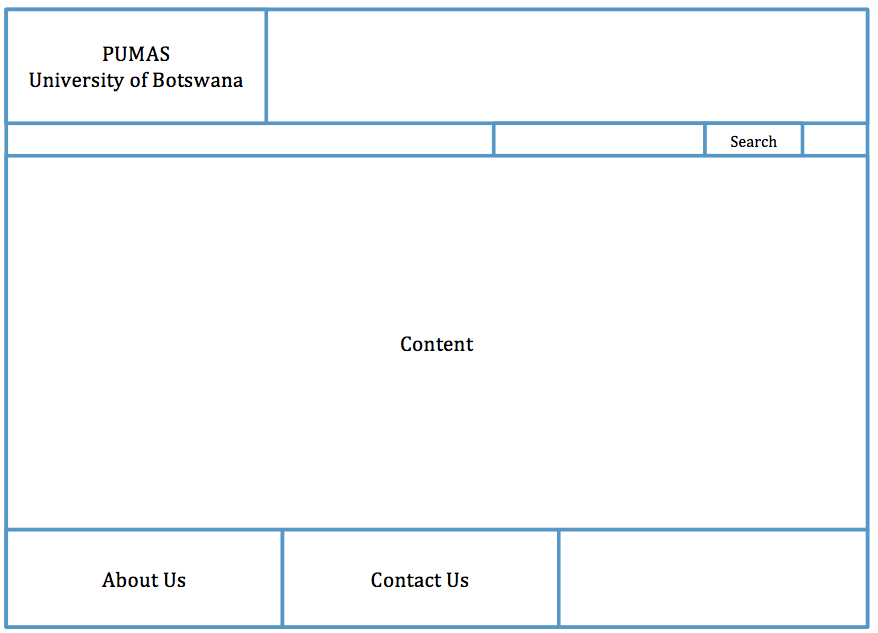 PUMAS
University of Botswana
Search
Content
About Us
Contact Us